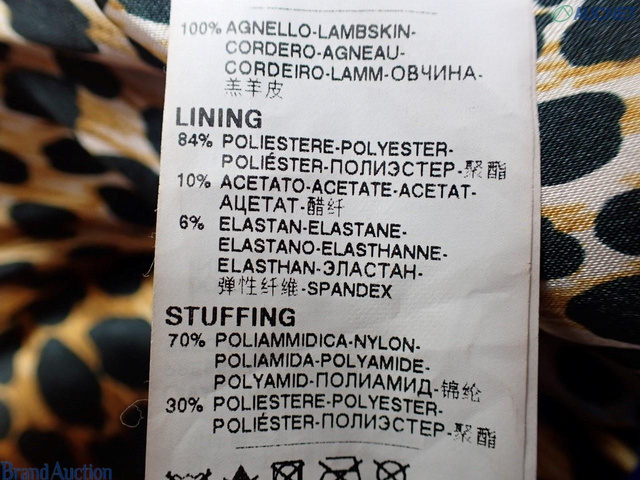 100% AGNELLO-LAMBSKIN-
CORDERO-AGNEAU-
CORDEIRO-LAMM-ОВЧИНА-
羔羊皮
LINING
84% POLIESTERE-POLYESTER-
POLIÉSTER-ПОЛИЭСТЕР-聚酯
10% ACETATO-ACETATE-ACETAT-
АЦЕТАТ-醋纤
6% ELASTAN-ELASTANE-
ELASTANO-ELASTHANNE-
ELASTHAN-ЭЛАСТАН-
弹性纤维-SPANDEX
STUFFING
70% POLIAMMIDICA-NYLON-
POLIAMIDA-POLYAMIDE-
POLYAMID-ПОЛИАМИД-锦纶
30% POLIESTERE-POLYESTER-
POLIÉSTER-ПОЛИЭСТЕР-聚酯
Brand Auction